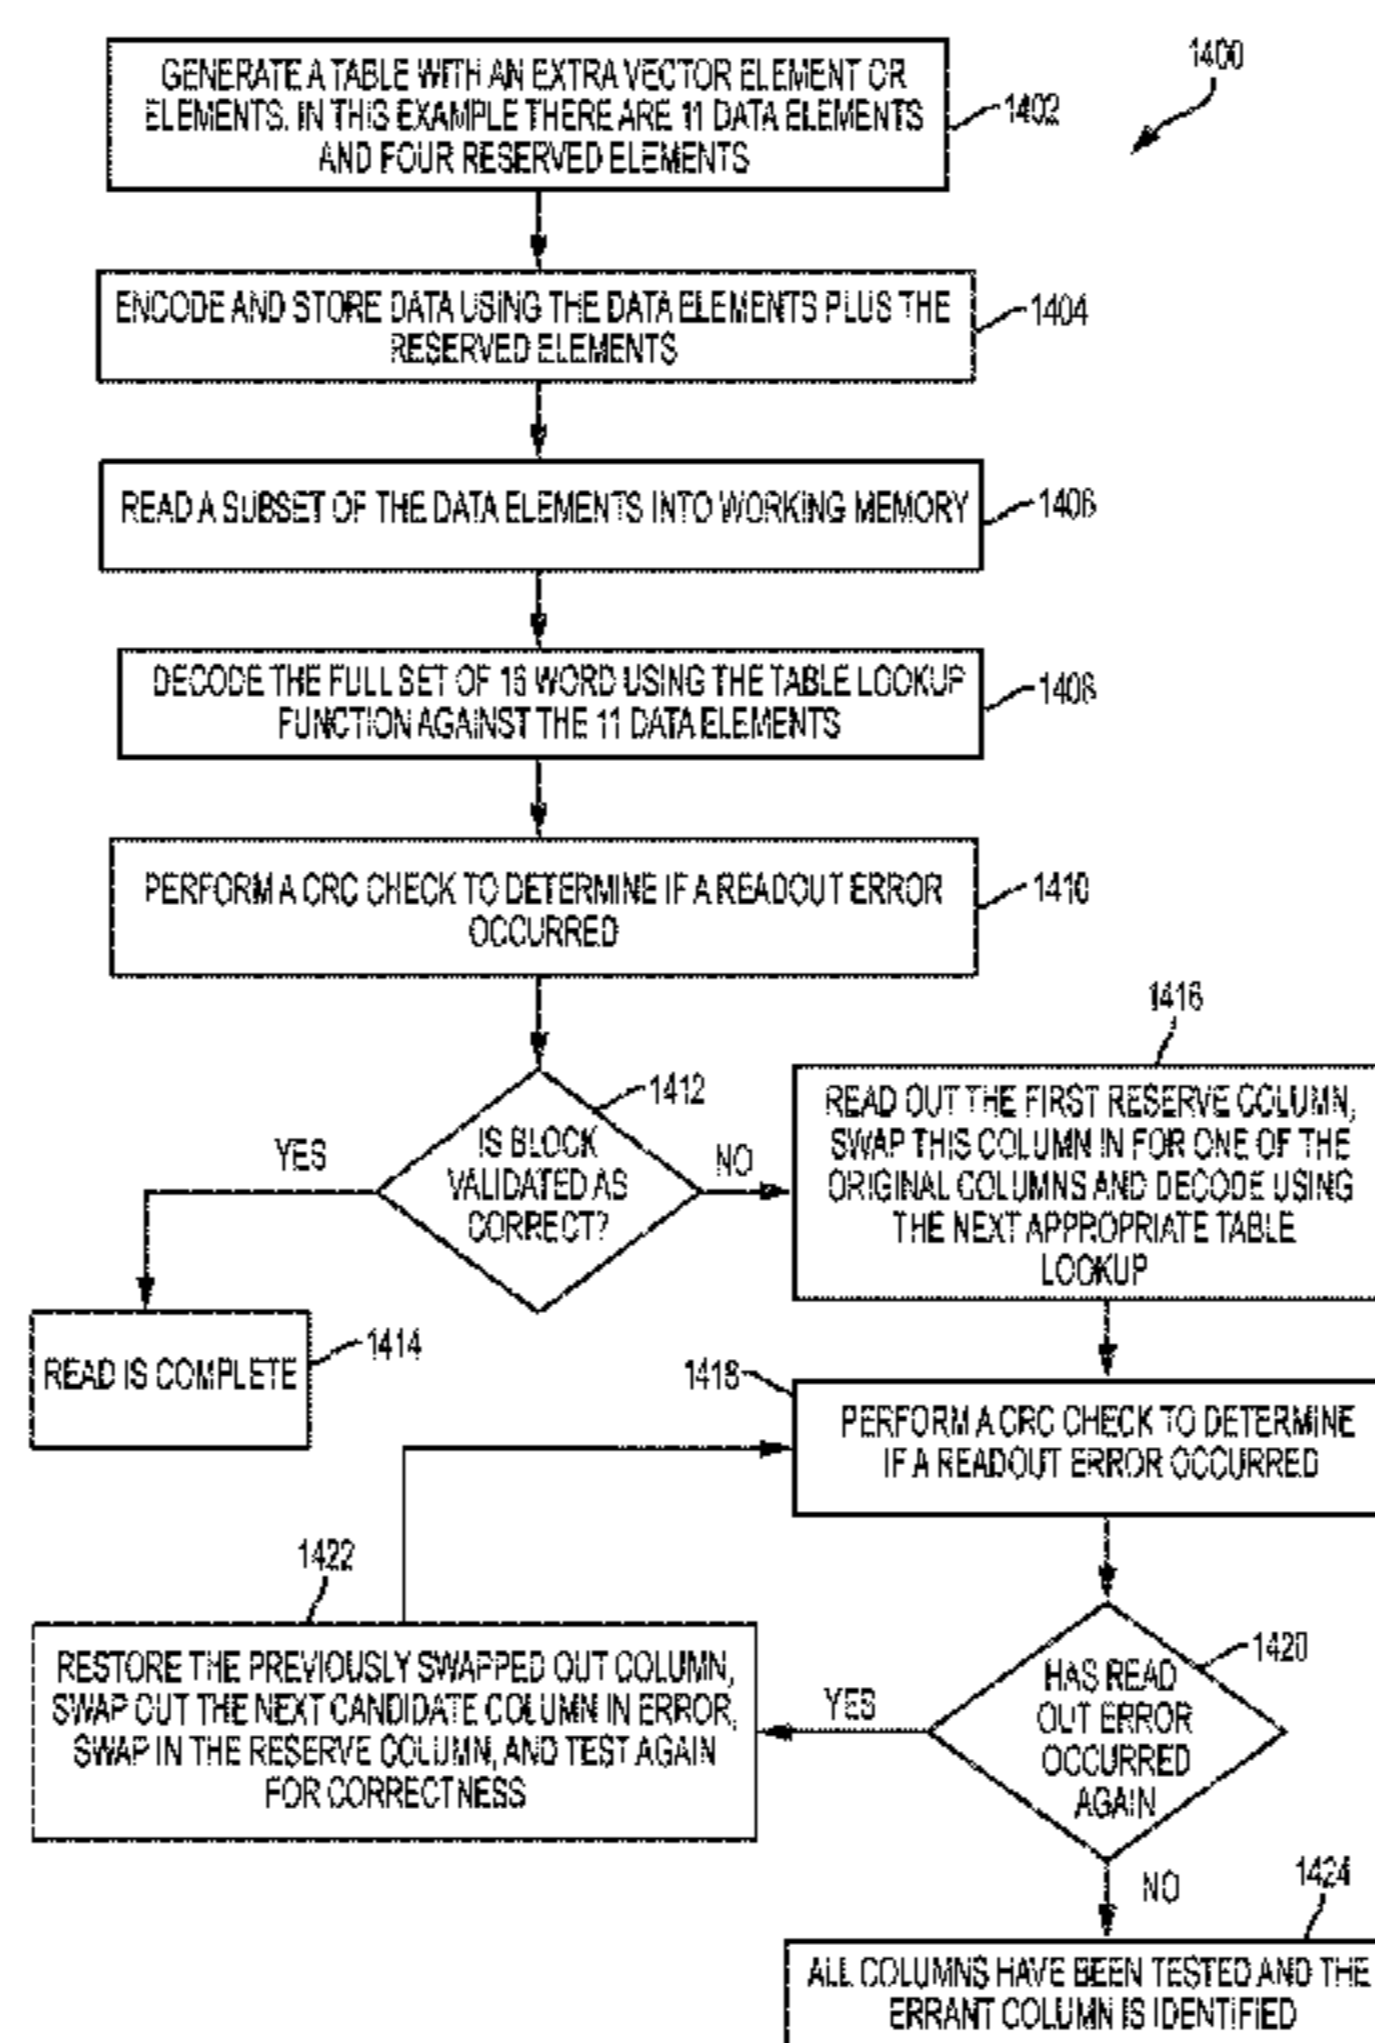 1400
GENERATE A TABLE WITH AN EXTRA VECTOR ELEMENT OR
ELEMENTS. IN THIS EXAMPLE THERE ARE 11 DATA ELEMENTS
AND FOUR RESERVED ELEMENTS
1402
ENCODE AND STORE DATA USING THE DATA ELEMENTS PLUS THE
RESERVED ELEMENTS
1404
READ A SUBSET OF THE DATA ELEMENTS INTO WORKING MEMORY
1406
DECODE THE FULL SET OF 16 WORD USING THE TABLE LOOKUP
FUNCTION AGAINST THE 11 DATA ELEMENTS
1408
PERFORM A CRC CHECK TO DETERMINE IF A READOUT ERROR
OCCURRED
1410
1412
IS BLOCK
VALIDATED AS
CORRECT?
YES
NO
1414
READ IS COMPLETE
1416
READ OUT THE FIRST RESERVE COLUMN,
SWAP THIS COLUMN IN FOR ONE OF THE
ORIGINAL COLUMNS AND DECODE USING
THE NEXT APPROPRIATE TABLE
LOOKUP
1418
PERFORM A CRC CHECK TO DETERMINE
IF A READOUT ERROR OCCURRED
1420
HAS READ
OUT ERROR
OCCURRED
AGAIN
YES
NO
1422
RESTORE THE PREVIOUSLY SWAPPED OUT COLUMN,
SWAP OUT THE NEXT CANDIDATE COLUMN IN ERROR,
SWAP IN THE RESERVE COLUMN, AND TEST AGAIN
FOR CORRECTNESS
1424
ALL COLUMNS HAVE BEEN TESTED AND THE
ERRANT COLUMN IS IDENTIFIED